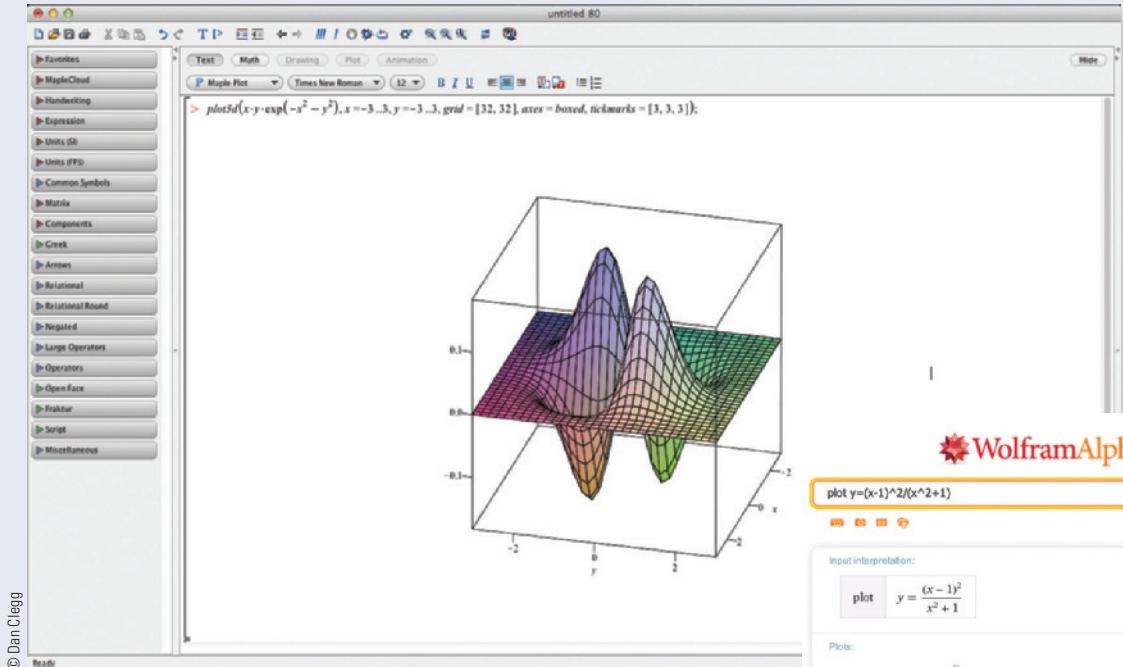 untitled 80
Favorites
MapleCloud
Handwriting
Expression
Units (SI)
Units (FPS)
Common Symbols
Matrix
Components
Greek
Arrows
Relational
Relational Round
Negated
Large Operators
Operators
Open Face
Fraktur
Script
Miscellaneous
Text Math Drawing Plot Animation Hide
P Maple Plot Times New Roman 12 B I U
> plot3d(x·y·exp(−x² − y²), x = −3 ..3, y = −3 ..3, grid = [32, 32], axes = boxed, tickmarks = [3, 3, 3]);
0.1
0.0
-0.1
-2
0
2
y
-2
0 x
2
WolframAlph
plot y=(x-1)^2/(x^2+1)
Input interpretation:
plot y = (x − 1)² / x² + 1
Plots:
Ready
© Dan Clegg